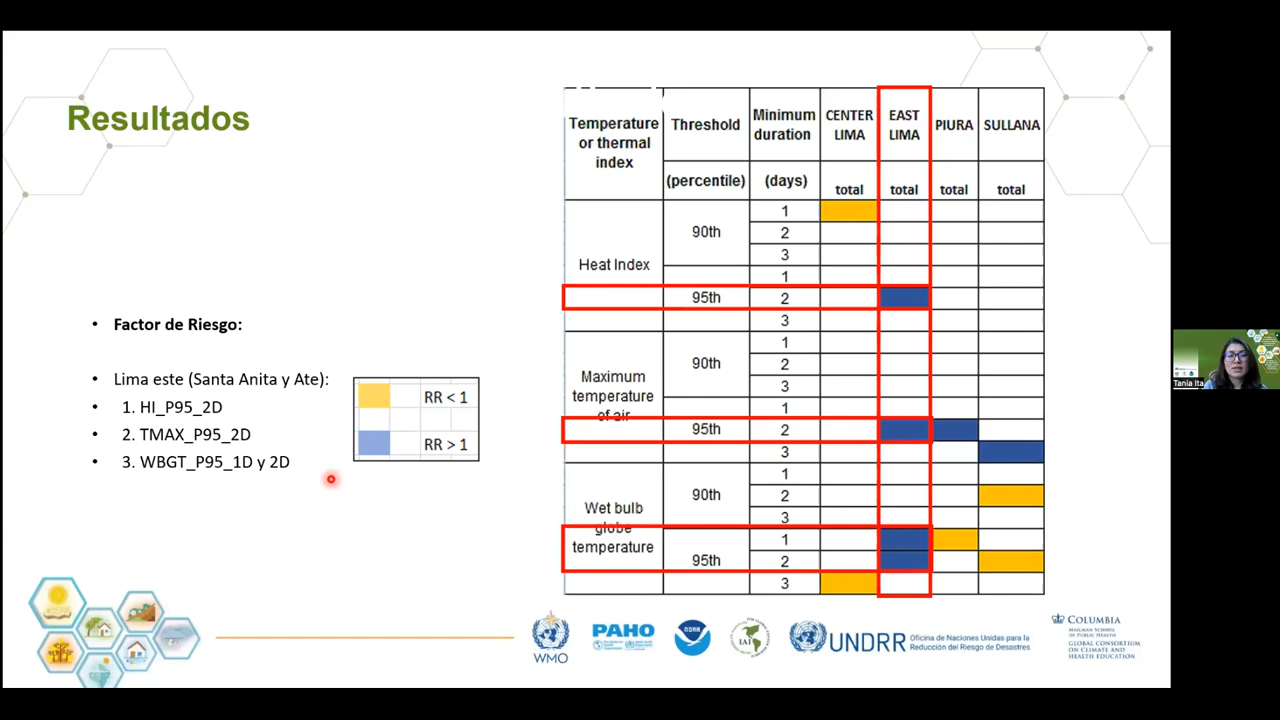 Resultados
Temperature
or thermal
index
Threshold
(percentile)
Minimum
duration
(days)
CENTER
LIMA
EAST
LIMA
PIURA
SULLANA
total
total
total
total
Heat Index
90th
1
2
3
95th
1
2
3
Maximum
temperature
of air
90th
1
2
3
95th
1
2
3
Wet bulb
globe
temperature
90th
1
2
3
95th
1
2
3
• Factor de Riesgo:
• Lima este (Santa Anita y Ate):
• 1. HI_P95_2D
• 2. TMAX_P95_2D
• 3. WBGT_P95_1D y 2D
RR < 1
RR > 1
Tania Ita
WMO
PAHO
NOAA
IAI
UNDRR
Oficina de Naciones Unidas para la
Reducción del Riesgo de Desastres
COLUMBIA
MAILMAN SCHOOL
OF PUBLIC HEALTH
GLOBAL CONSORTIUM
ON CLIMATE AND
HEALTH EDUCATION